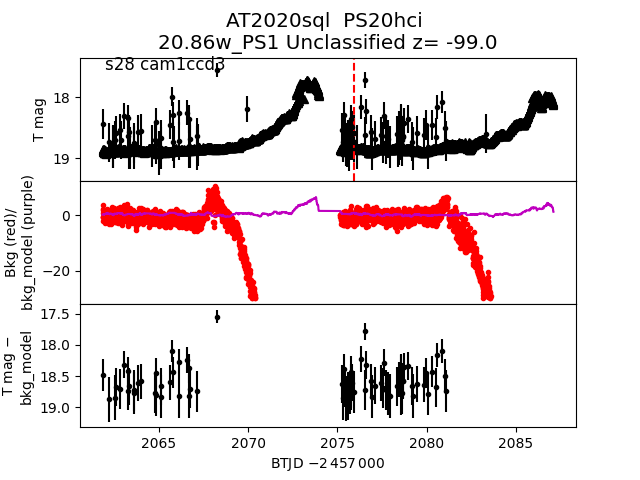 AT2020sql  PS20hci
20.86w_PS1 Unclassified z= -99.0
s28 cam1ccd3
T mag
18
19
Bkg (red)/
bkg_model (purple)
0
−20
T mag −
bkg_model
17.5
18.0
18.5
19.0
2065
2070
2075
2080
2085
BTJD −2 457 000